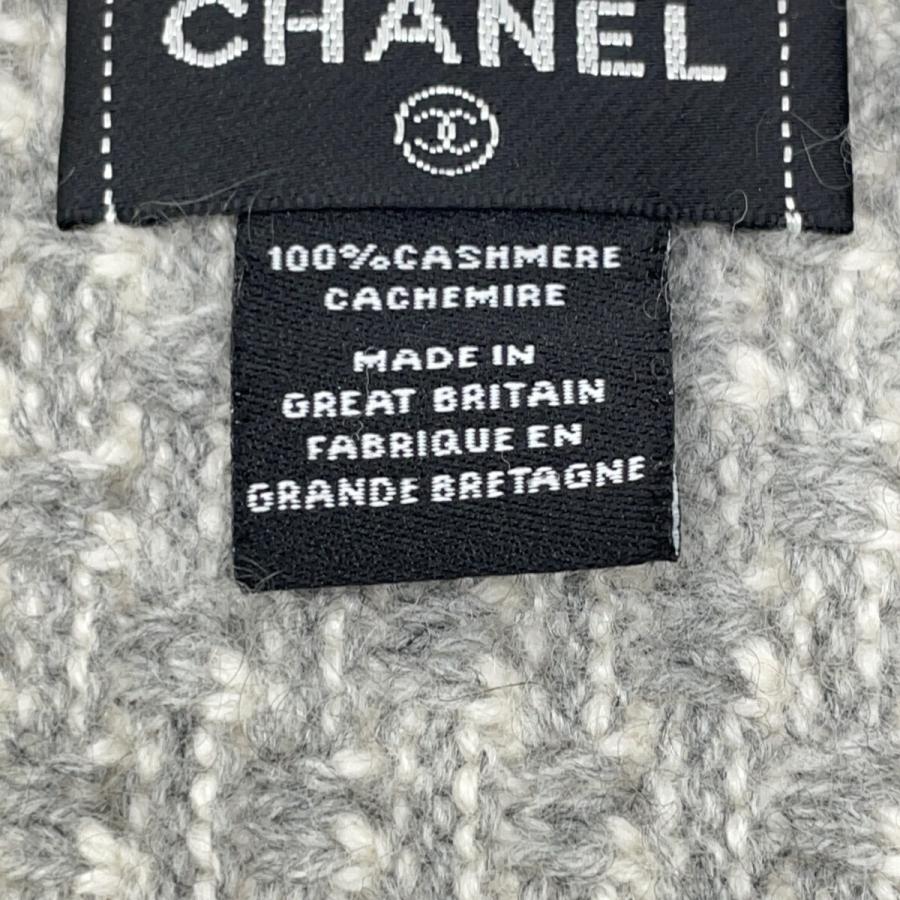 CHANEL
100%CASHMERE
CACHEMIRE
MADE IN
GREAT BRITAIN
FABRIQUE EN
GRANDE BRETAGNE